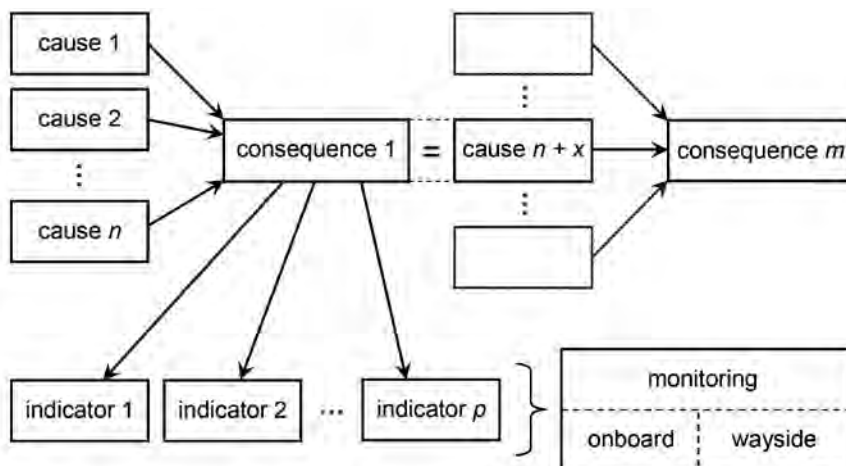 cause 1
cause 2
⋮
cause n
consequence 1
=
⋮
cause n + x
⋮
consequence m
indicator 1
indicator 2
...
indicator p
monitoring
onboard
wayside